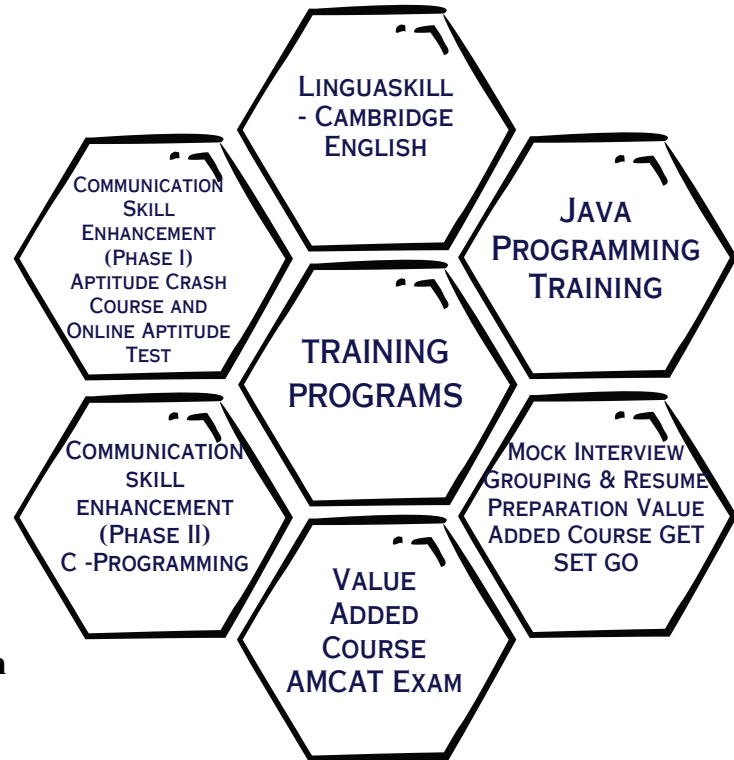 LINGUASKILL
- CAMBRIDGE
ENGLISH
COMMUNICATION
SKILL
ENHANCEMENT
(PHASE I)
APTITUDE CRASH
COURSE AND
ONLINE APTITUDE
TEST
JAVA
PROGRAMMING
TRAINING
TRAINING
PROGRAMS
COMMUNICATION
SKILL
ENHANCEMENT
(PHASE II)
C -PROGRAMMING
MOCK INTERVIEW
GROUPING & RESUME
PREPARATION VALUE
ADDED COURSE GET
SET GO
VALUE
ADDED
COURSE
AMCAT EXAM